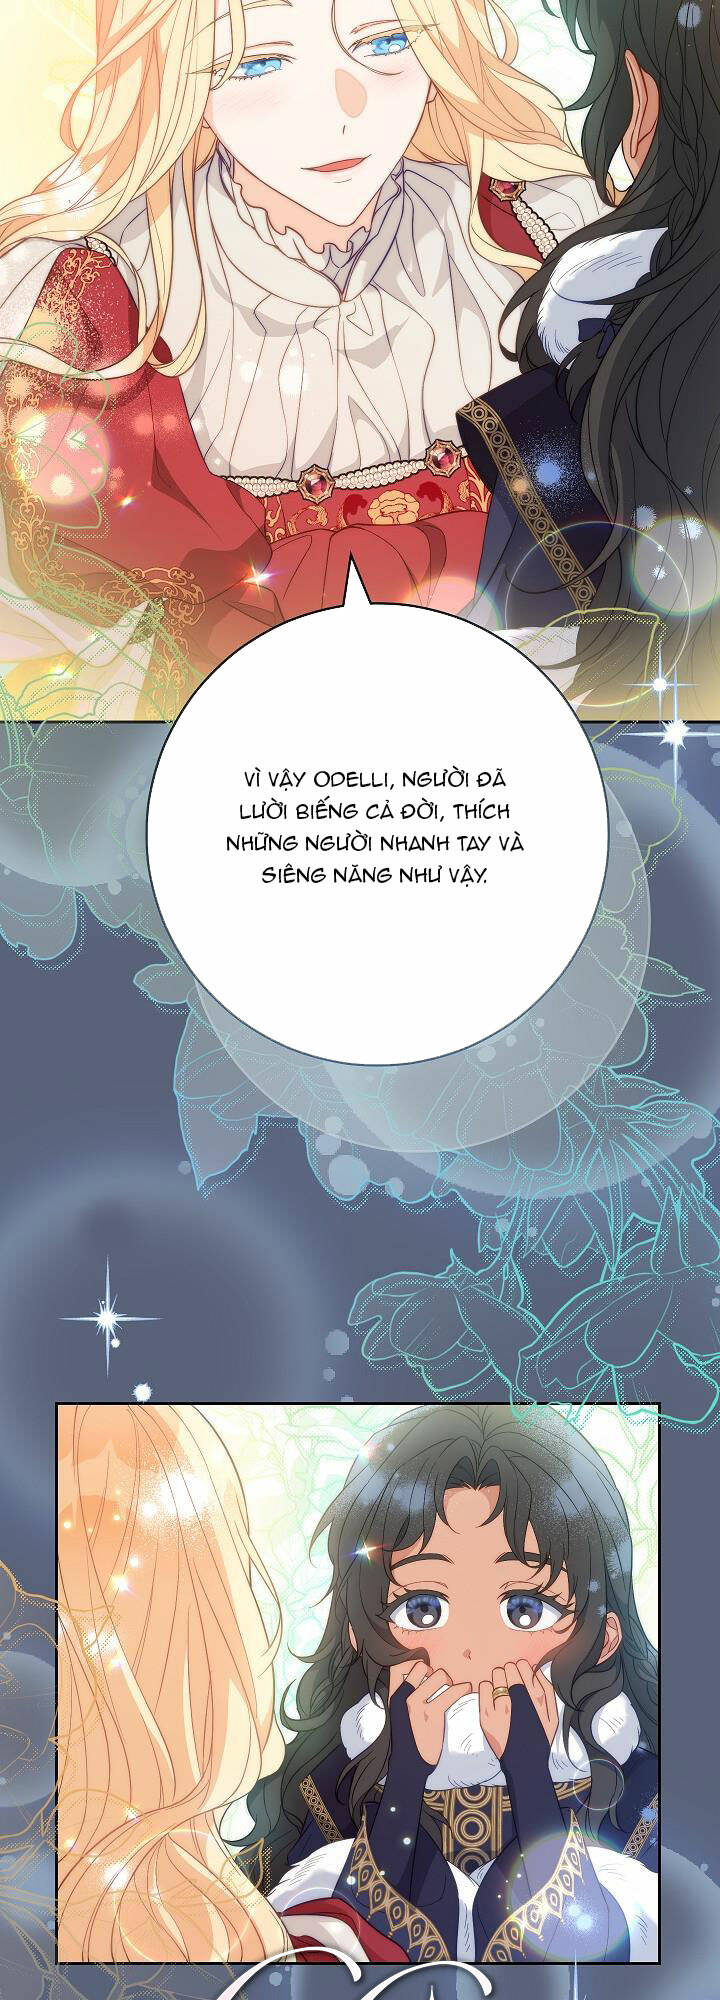 VÌ VẬY ODELLI, NGƯỜI ĐÃ
LƯỜI BIẾNG CẢ ĐỜI, THÍCH
NHỮNG NGƯỜI NHANH TAY VÀ
SIÊNG NĂNG NHƯ VẬY.